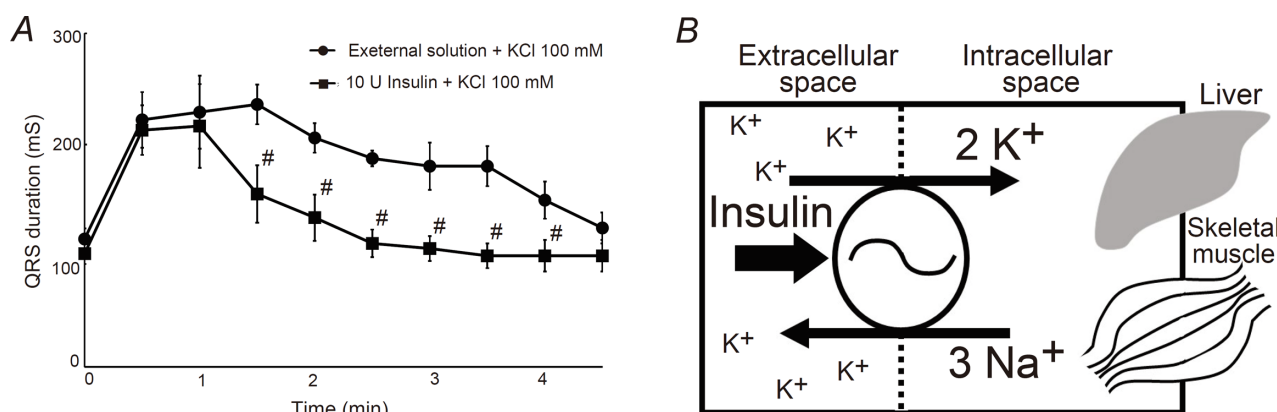 A
300
200
100
0
QRS duration (mS)
Exeternal solution + KCl 100 mM
10 U Insulin + KCl 100 mM
#
#
#
#
#
#
0
1
2
3
4
Time (min)
B
Extracellular
space
Intracellular
space
Liver
K+
K+
K+
2 K+
Insulin
Skeletal
muscle
K+
K+
K+
3 Na+